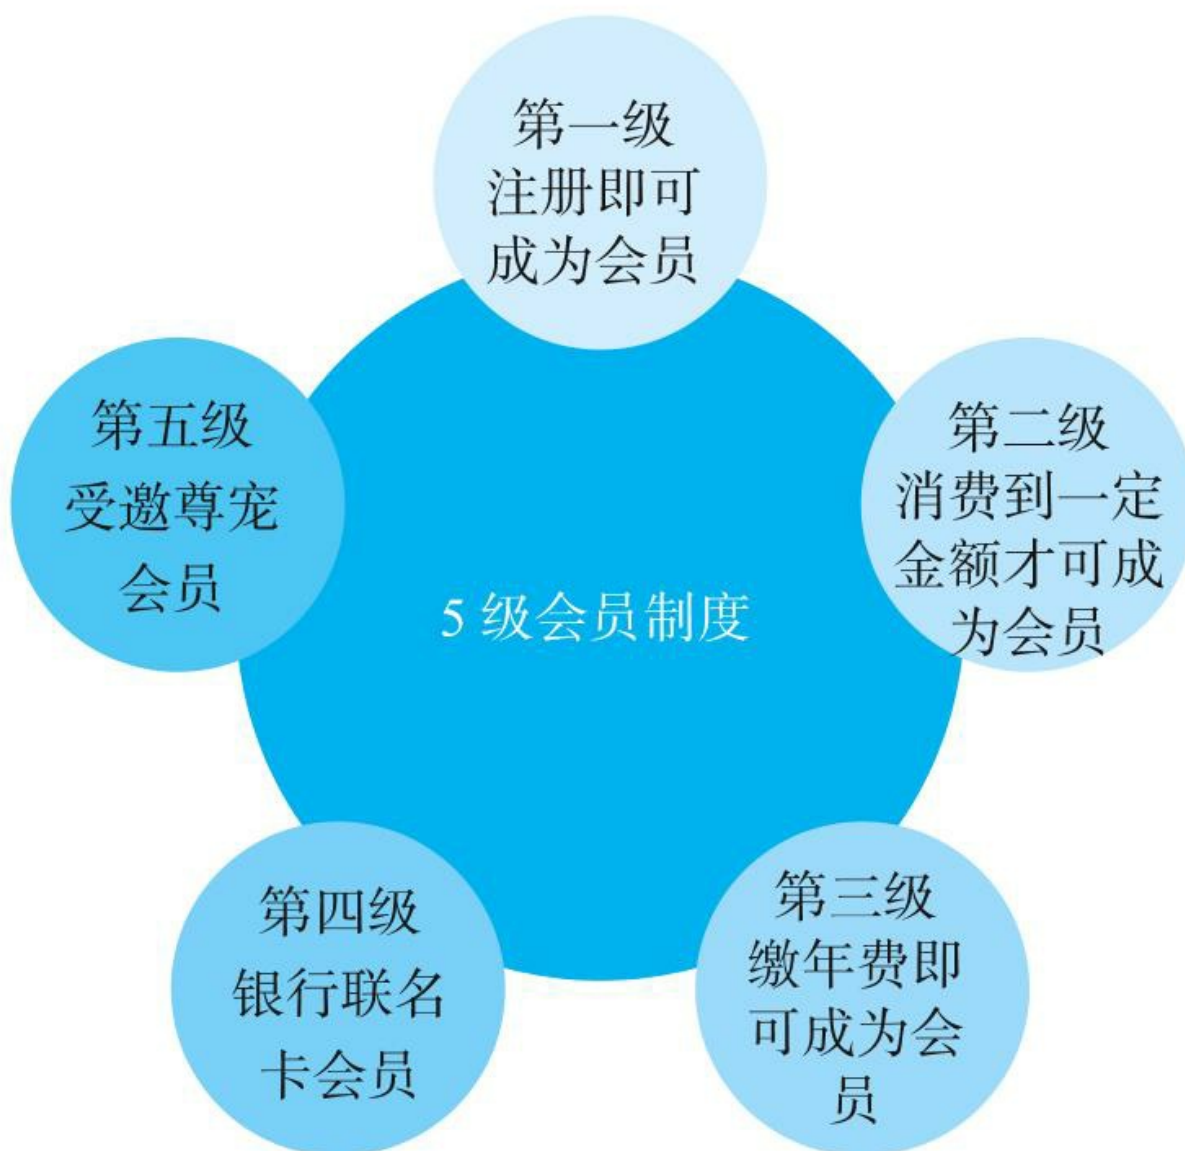 第一级
注册即可
成为会员
第二级
消费到一定
金额才可成
为会员
第三级
缴年费即
可成为会
员
第四级
银行联名
卡会员
第五级
受邀尊宠
会员
5 级会员制度